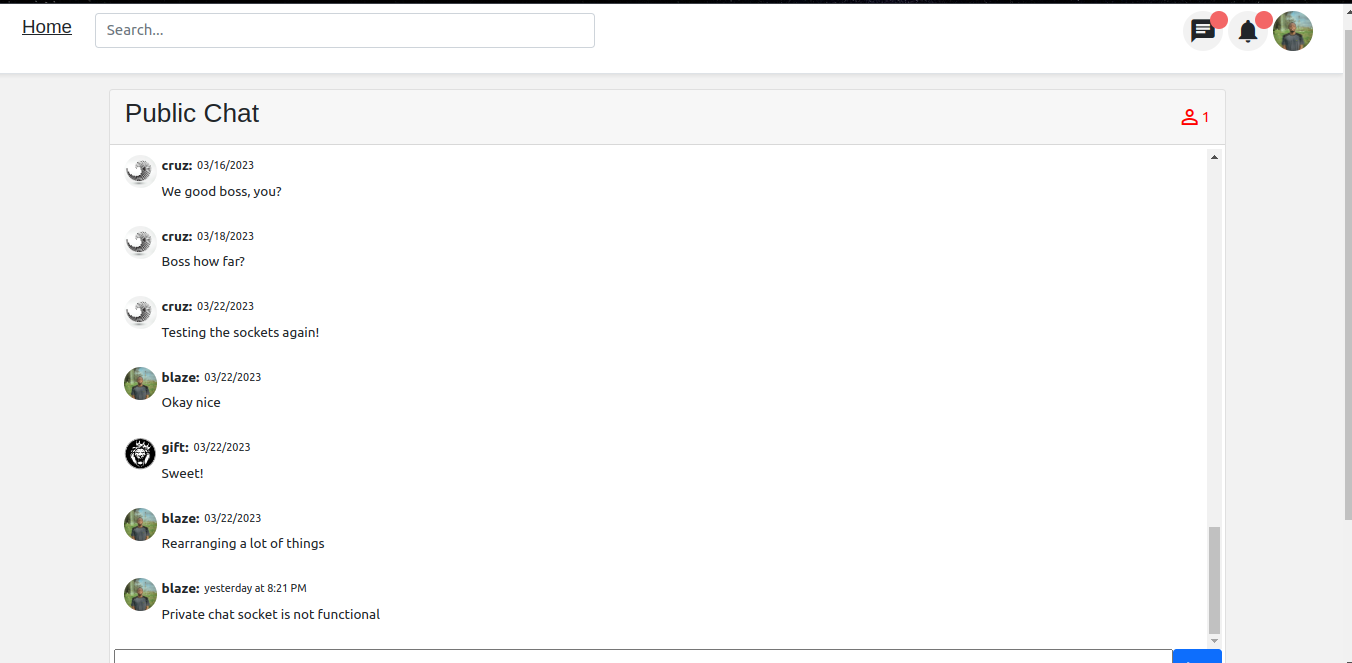 Home
Search...
Public Chat
1
cruz: 03/16/2023
We good boss, you?
cruz: 03/18/2023
Boss how far?
cruz: 03/22/2023
Testing the sockets again!
blaze: 03/22/2023
Okay nice
gift: 03/22/2023
Sweet!
blaze: 03/22/2023
Rearranging a lot of things
blaze: yesterday at 8:21 PM
Private chat socket is not functional